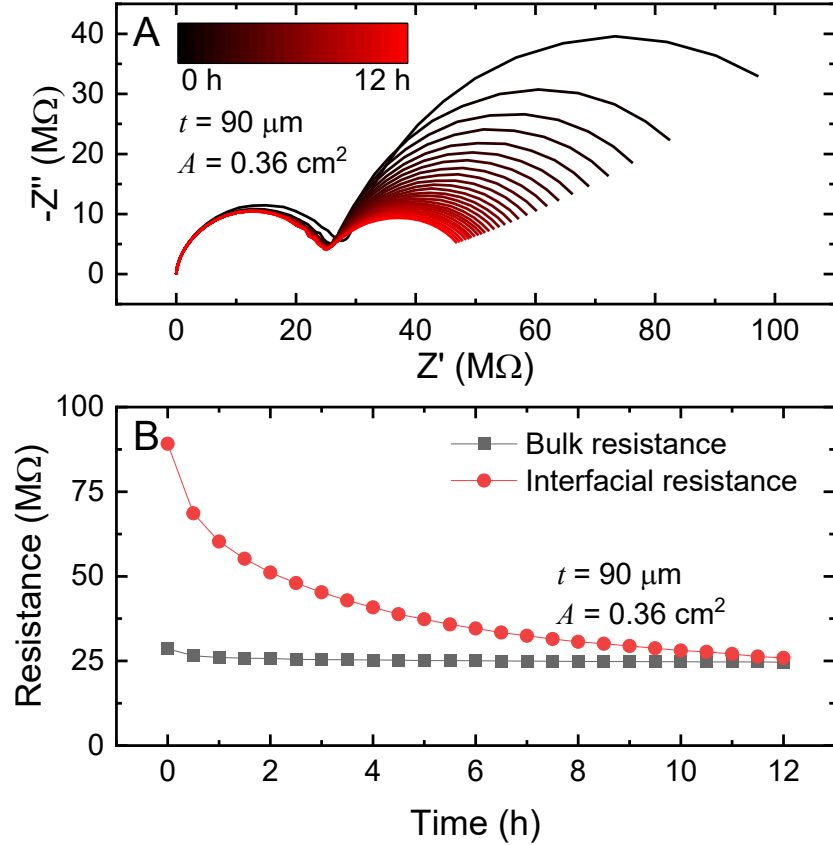 A
0 h 12 h
t = 90 μm
A = 0.36 cm²
-Z'' (MΩ)
40
30
20
10
0
0 20 40 60 80 100
Z' (MΩ)
B
Bulk resistance
Interfacial resistance
t = 90 μm
A = 0.36 cm²
Resistance (MΩ)
100
75
50
25
0
0 2 4 6 8 10 12
Time (h)